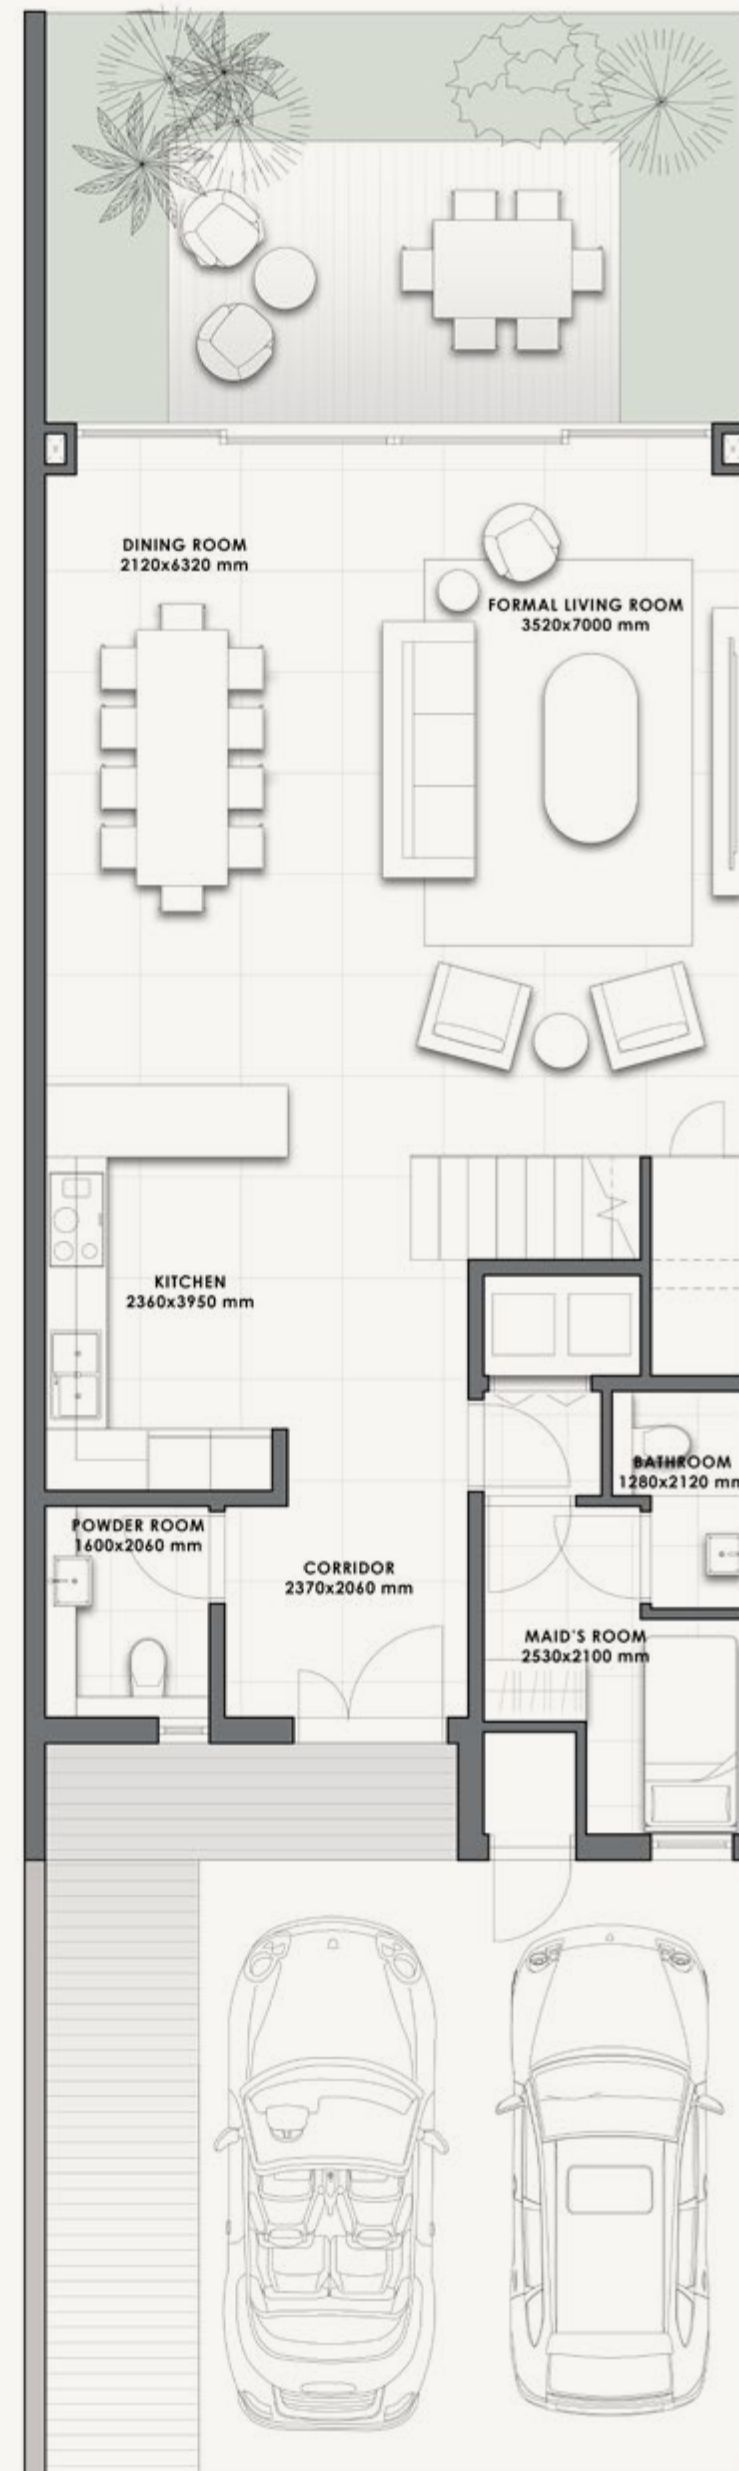 DINING ROOM
2120x6320 mm
FORMAL LIVING ROOM
3520x7000 mm
KITCHEN
2360x3950 mm
BATHROOM
1280x2120 mm
POWDER ROOM
1600x2060 mm
CORRIDOR
2370x2060 mm
MAID'S ROOM
2530x2100 mm